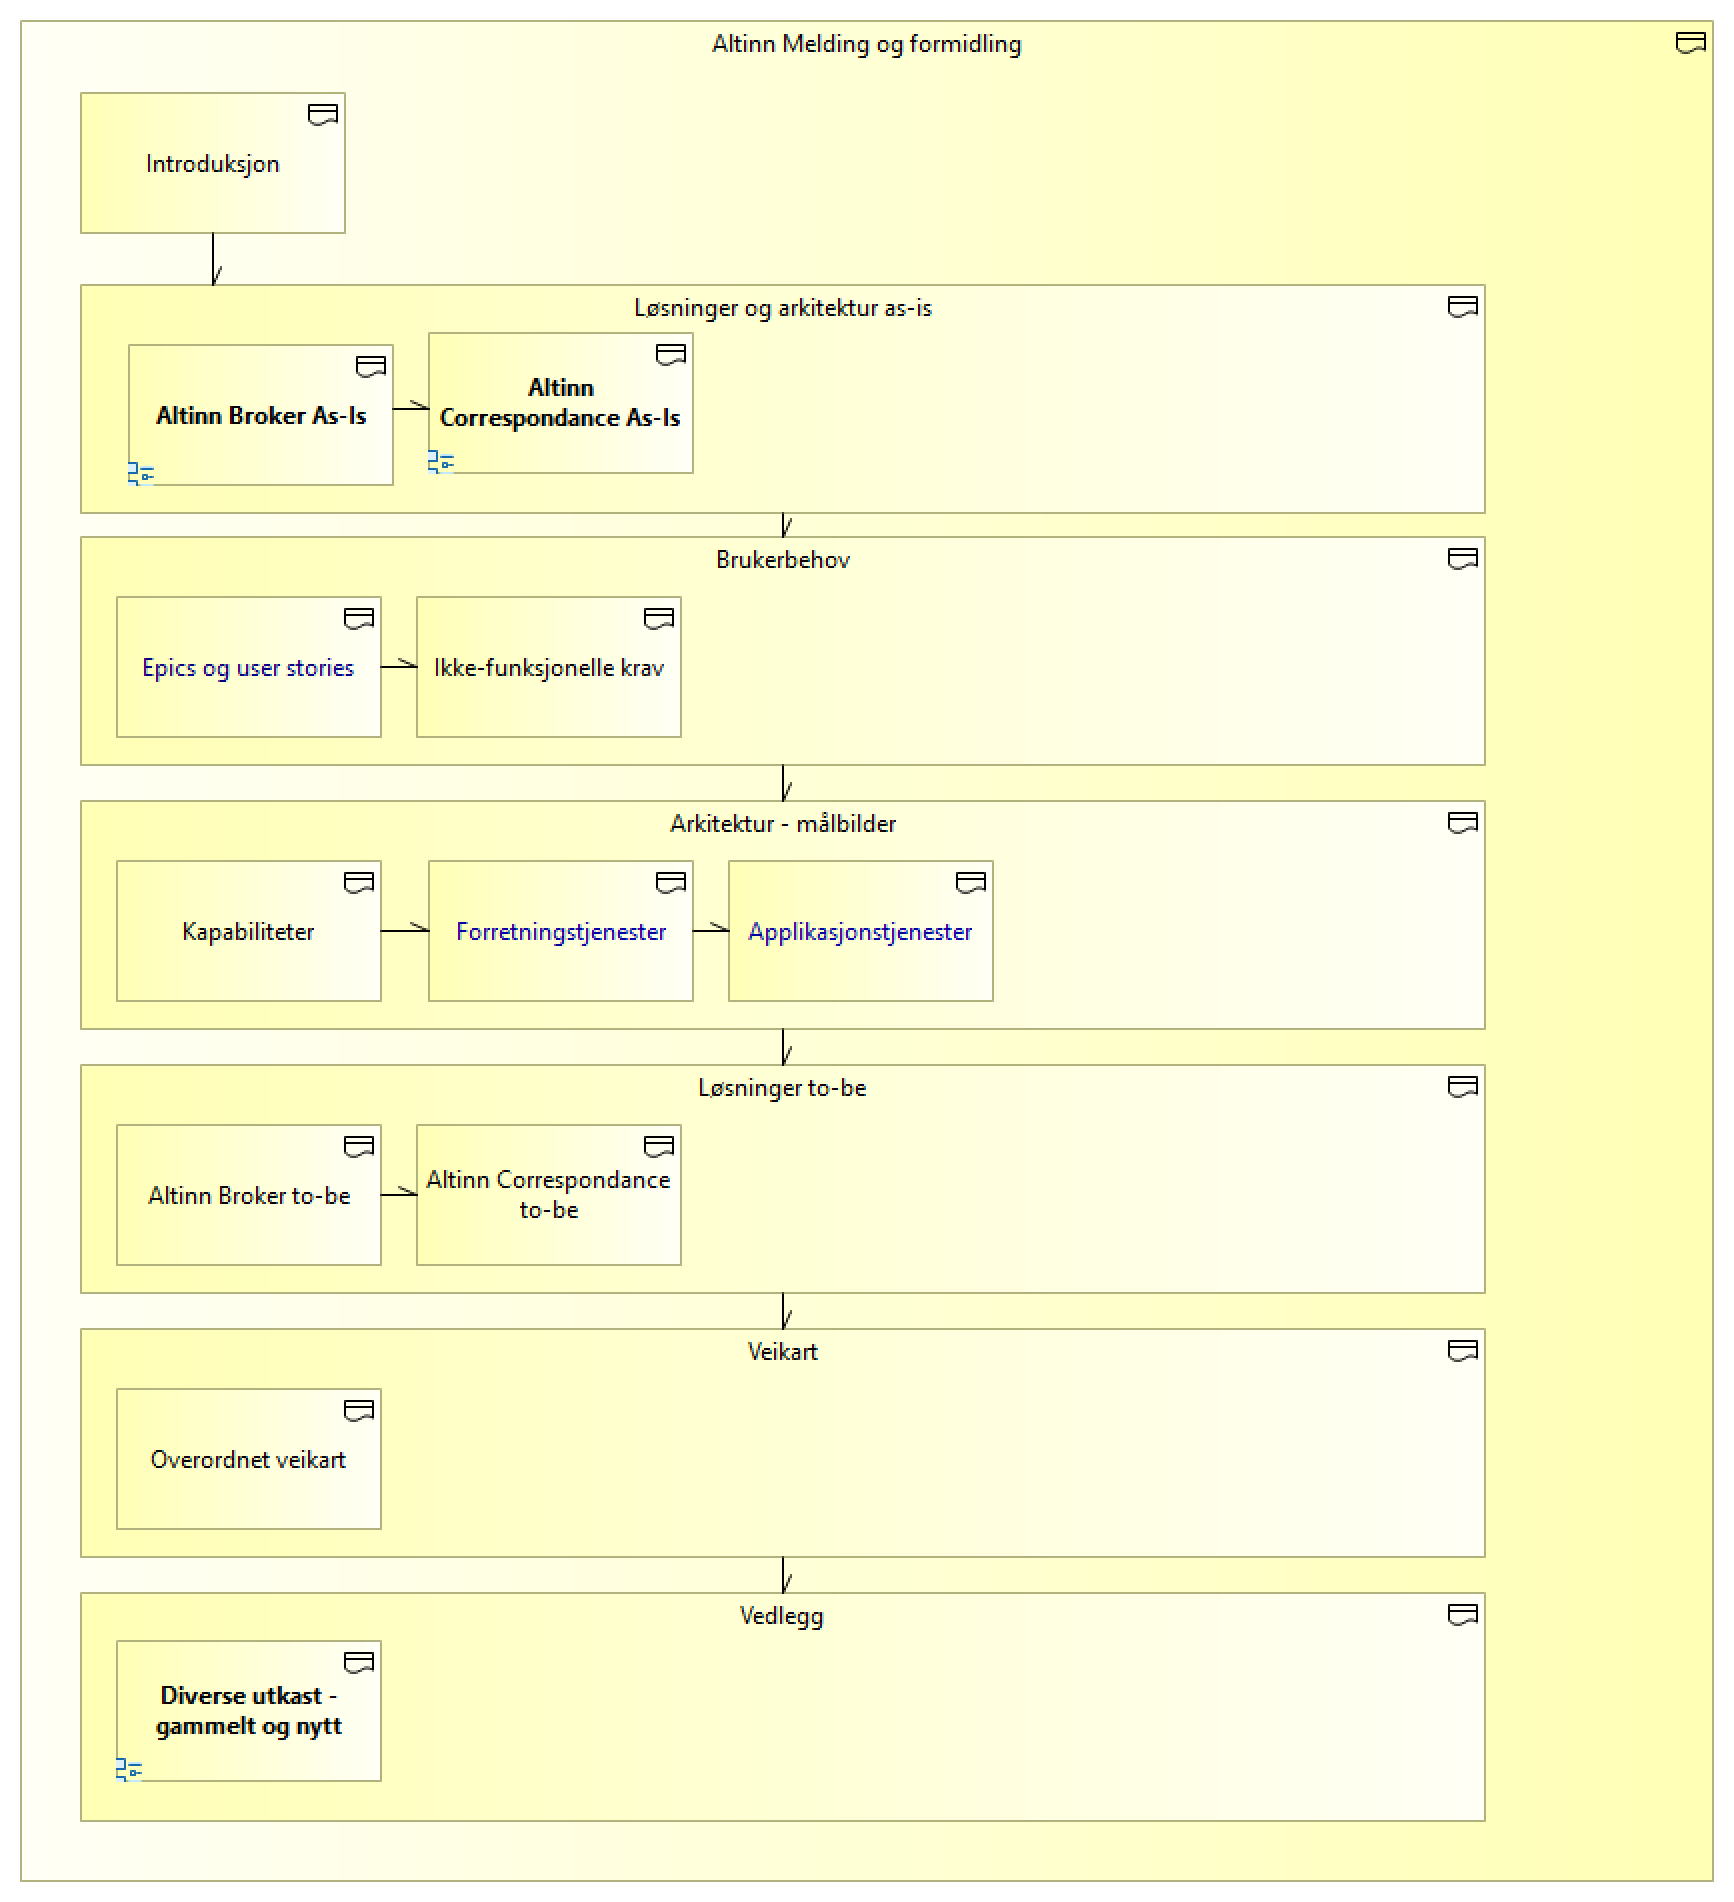 Altinn Melding og formidling
Introduksjon
Løsninger og arkitektur as-is
Altinn Broker As-Is
Altinn
Correspondance As-Is
Brukerbehov
Epics og user stories
Ikke-funksjonelle krav
Arkitektur - målbilder
Kapabiliteter
Forretningstjenester
Applikasjonstjenester
Løsninger to-be
Altinn Broker to-be
Altinn Correspondance
to-be
Veikart
Overordnet veikart
Vedlegg
Diverse utkast -
gammelt og nytt